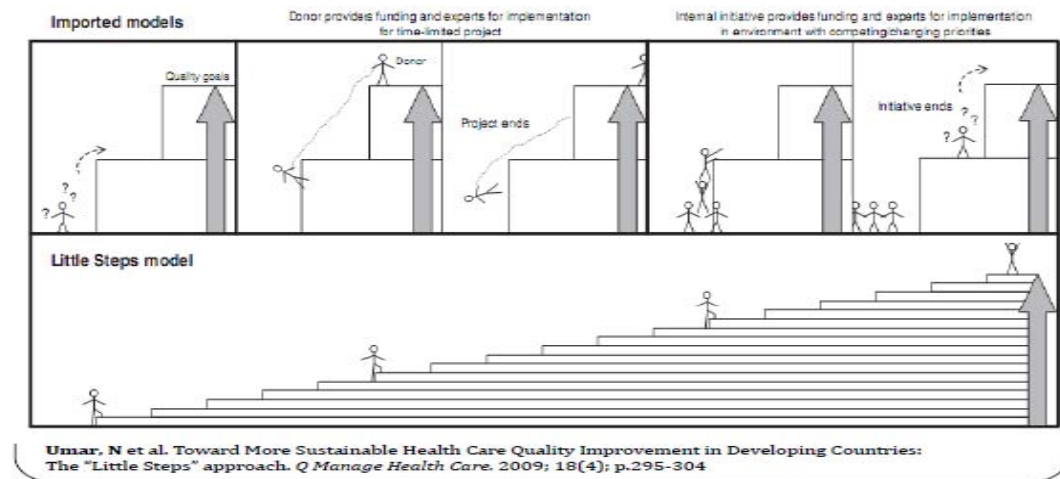 Imported models
Donor provides funding and experts for implementation
for time-limited project
Internal initiative provides funding and experts for implementation
in environment with competing/changing priorities
Quality goals
?
?
?
Donor
Project ends
Initiative ends
?
?
?
Little Steps model
Umar, N et al. Toward More Sustainable Health Care Quality Improvement in Developing Countries:
The "Little Steps" approach. Q Manage Health Care. 2009; 18(4); p.295-304